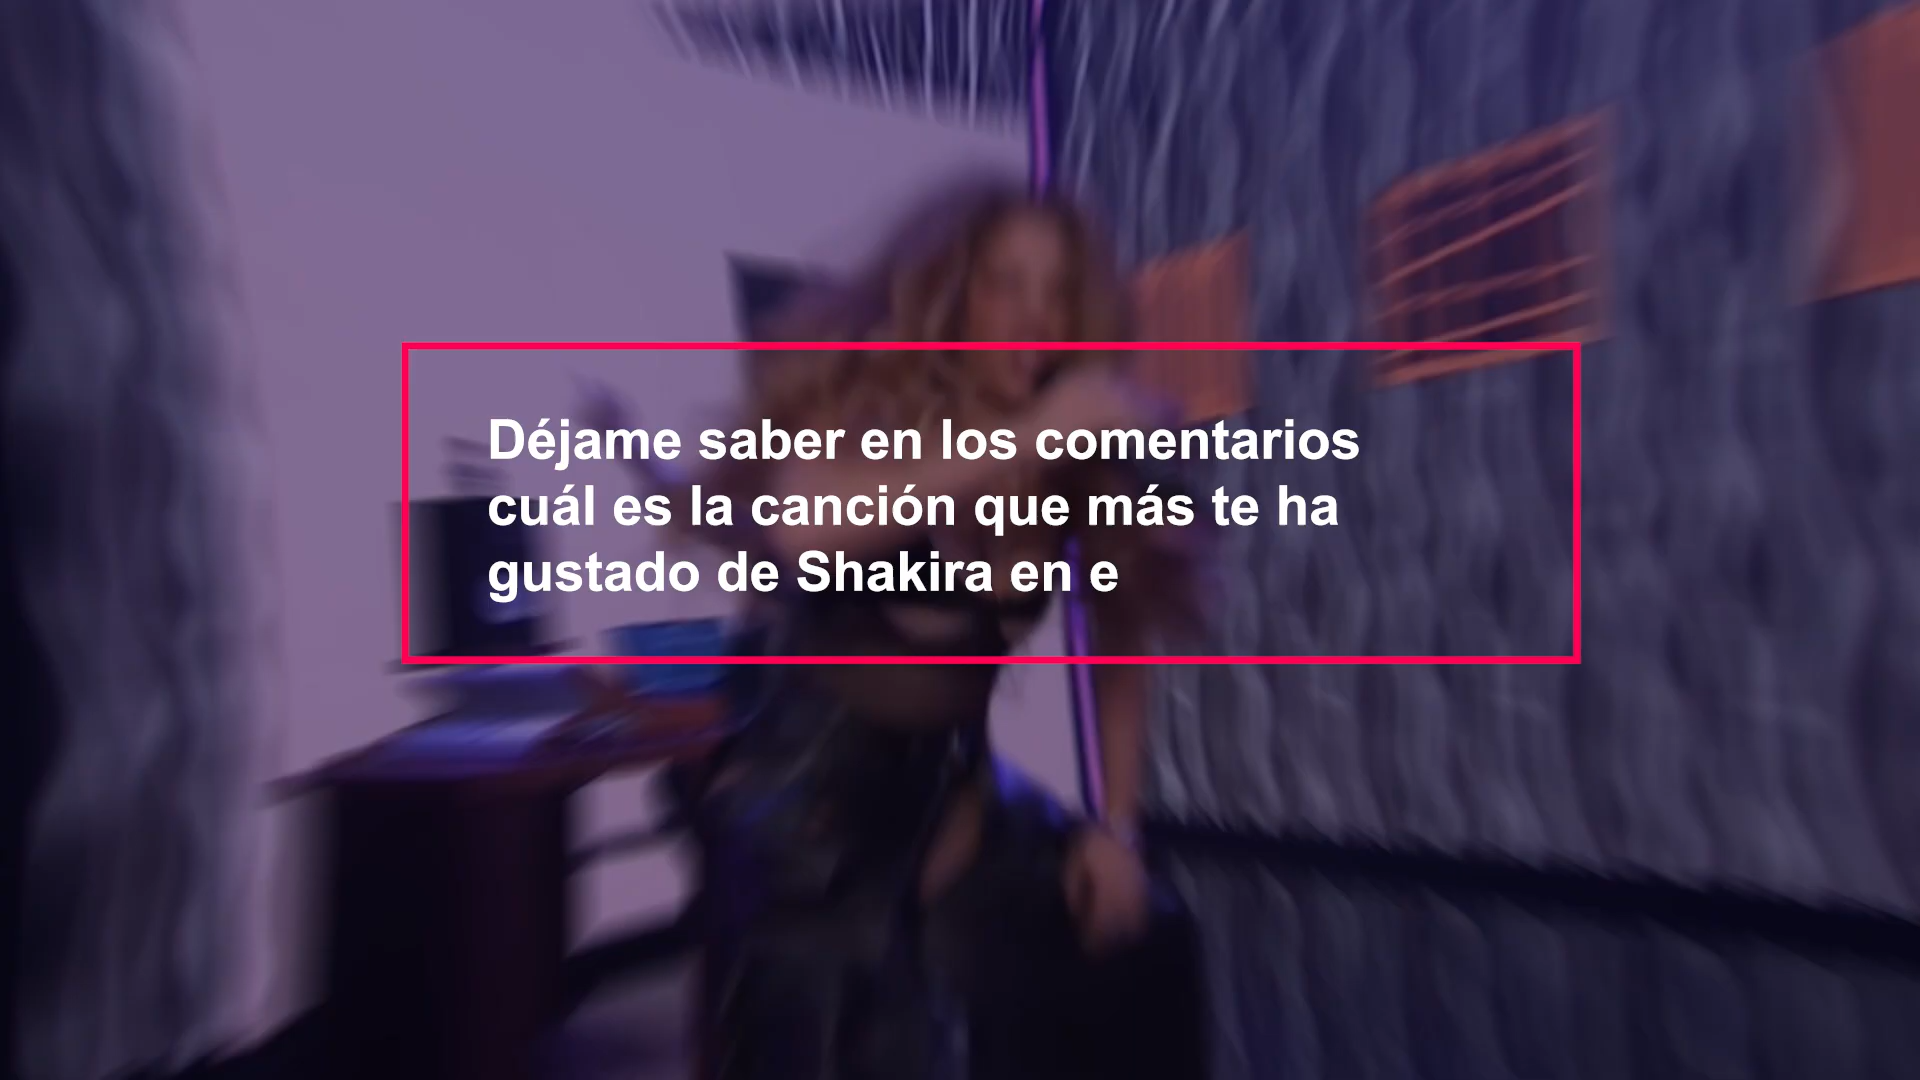 Déjame saber en los comentarios
cuál es la canción que más te ha
gustado de Shakira en e